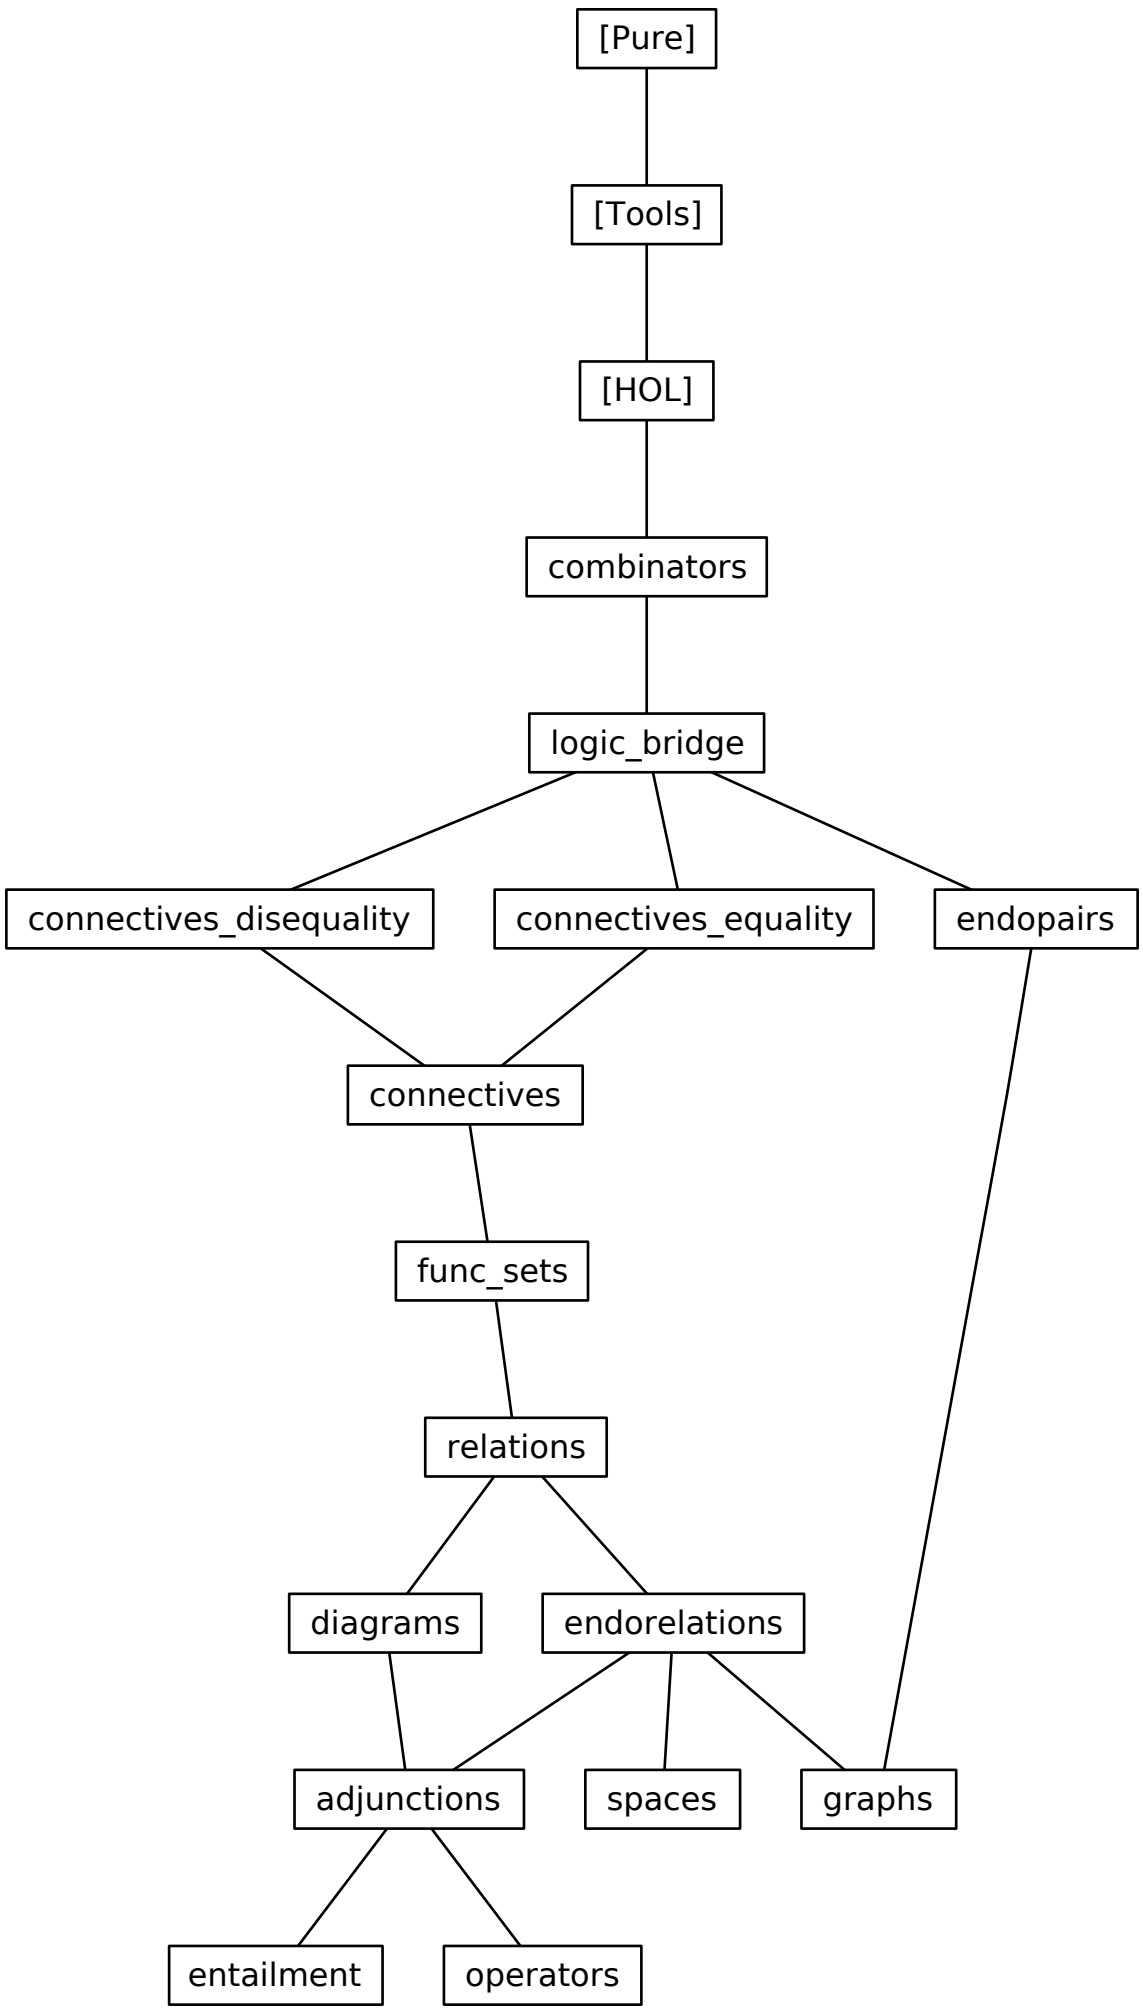 [Pure]
[Tools]
[HOL]
combinators
logic_bridge
connectives_disequality
connectives_equality
endopairs
connectives
func_sets
relations
diagrams
endorelations
adjunctions
spaces
graphs
entailment
operators